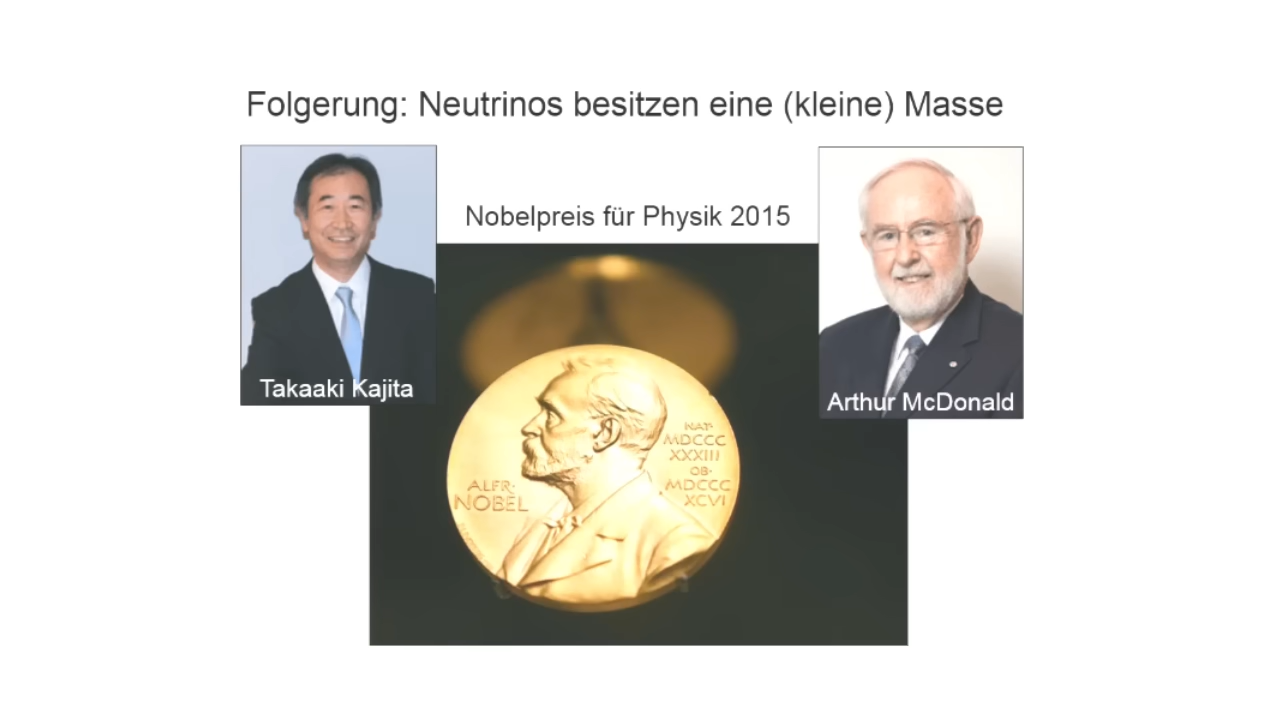 Folgerung: Neutrinos besitzen eine (kleine) Masse
Nobelpreis für Physik 2015
Takaaki Kajita
Arthur McDonald
ALFR·
NOBEL
NAT·
MDCCC
XXXIII
OB·
MDCCC
XCVI